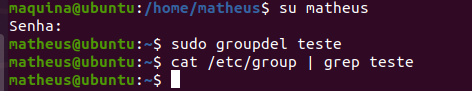 maquina@ubuntu:/home/matheus$ su matheus
Senha:
matheus@ubuntu:~$ sudo groupdel teste
matheus@ubuntu:~$ cat /etc/group | grep teste
matheus@ubuntu:~$